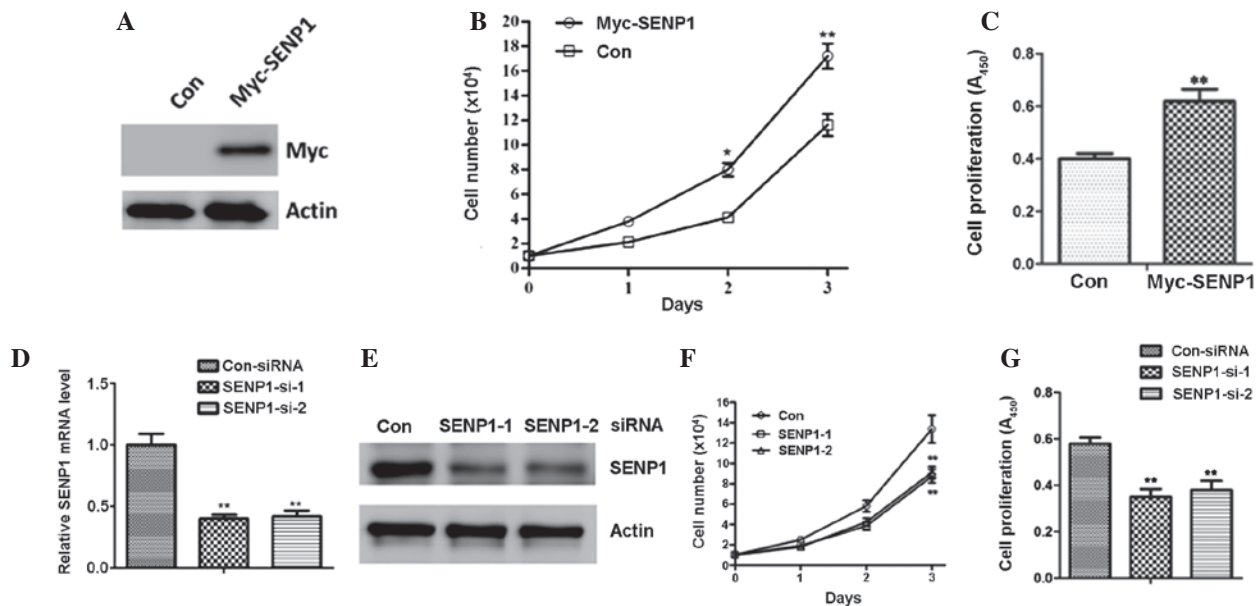 A
Con
Myc-SENP1
Myc
Actin
B
Myc-SENP1
Con
Cell number (x10⁴)
20
18
16
14
12
10
8
6
4
2
0
*
**
0 1 2 3
Days
C
Cell proliferation (A₄₅₀)
0.8
0.6
0.4
0.2
0.0
**
Con Myc-SENP1
D
Con-siRNA
SENP1-si-1
SENP1-si-2
Relative SENP1 mRNA level
1.5
1.0
0.5
0.0
** **
E
Con SENP1-1 SENP1-2 siRNA
SENP1
Actin
F
Con
SENP1-1
SENP1-2
Cell number (x10⁴)
16
14
12
10
8
6
4
2
0
**
**
0 1 2 3
Days
G
Con-siRNA
SENP1-si-1
SENP1-si-2
Cell proliferation (A₄₅₀)
0.8
0.6
0.4
0.2
0.0
** **